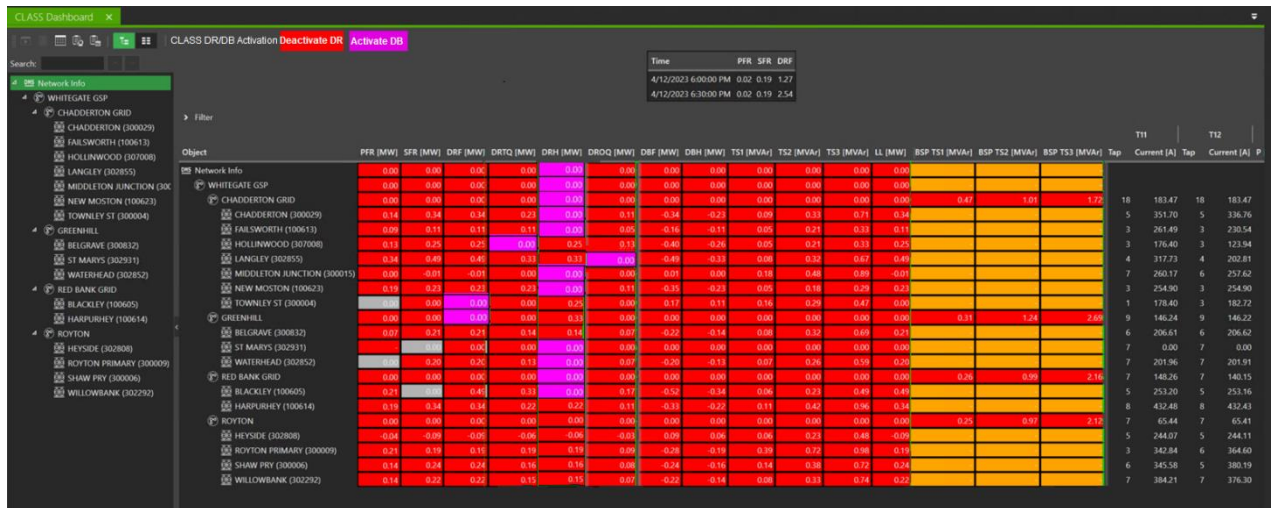 CLASS Dashboard ×
CLASS DR/DB Activation Deactivate DR Activate DB
Search:
Time PFR SFR DRF
4/12/2023 6:00:00 PM 0.02 0.19 1.27
4/12/2023 6:30:00 PM 0.02 0.19 2.54
Network Info
WHITEGATE GSP
CHADDERTON GRID
CHADDERTON (300029)
FAILSWORTH (100613)
HOLLINWOOD (307008)
LANGLEY (302855)
MIDDLETON JUNCTION (30C
NEW MOSTON (100623)
TOWNLEY ST (300004)
GREENHILL
BELGRAVE (300832)
ST MARYS (302931)
WATERHEAD (302852)
RED BANK GRID
BLACKLEY (100605)
HARPURHEY (100614)
ROYTON
HEYSIDE (302808)
ROYTON PRIMARY (300009)
SHAW PRY (300006)
WILLOWBANK (302292)
Filter
T11 T12
Object PFR [MW] SFR [MW] DRF [MW] DRTQ [MW] DRH [MW] DROQ [MW] DBF [MW] DBH [MW] TS1 [MVAr] TS2 [MVAr] TS3 [MVAr] LL [MW] BSP TS1 [MVAr] BSP TS2 [MVAr] BSP TS3 [MVAr] Tap Current [A] Tap Current [A] P
Network Info 0.00 0.00 0.00 0.00 0.00 0.00 0.00 0.00 0.00 0.00 0.00 0.00
WHITEGATE GSP 0.00 0.00 0.00 0.00 0.00 0.00 0.00 0.00 0.00 0.00 0.00 0.00
CHADDERTON GRID 0.00 0.00 0.00 0.00 0.00 0.00 0.00 0.00 0.00 0.00 0.00 0.00 0.47 1.01 1.72 18 183.47 18 183.47
CHADDERTON (300029) 0.14 0.34 0.34 0.23 0.00 0.11 -0.34 -0.23 0.09 0.33 0.71 0.34 5 351.70 5 336.76
FAILSWORTH (100613) 0.09 0.11 0.11 0.11 0.00 0.05 -0.16 -0.11 0.05 0.21 0.33 0.11 3 261.49 3 230.54
HOLLINWOOD (307008) 0.13 0.25 0.25 0.00 0.25 0.13 -0.40 -0.26 0.05 0.21 0.33 0.25 3 176.40 3 123.94
LANGLEY (302855) 0.34 0.49 0.49 0.33 0.33 0.00 -0.49 -0.33 0.08 0.32 0.67 0.49 4 317.73 4 202.81
MIDDLETON JUNCTION (300015) 0.00 -0.01 -0.01 0.00 0.00 0.00 0.01 0.00 0.18 0.48 0.89 -0.01 7 260.17 6 257.62
NEW MOSTON (100623) 0.19 0.23 0.23 0.23 0.00 0.11 -0.35 -0.23 0.05 0.18 0.29 0.23 3 254.90 3 254.90
TOWNLEY ST (300004) 0.00 0.00 0.00 0.00 0.25 0.00 0.17 0.11 0.16 0.29 0.47 0.00 1 178.40 3 182.72
GREENHILL 0.00 0.00 0.00 0.00 0.33 0.00 0.00 0.00 0.00 0.00 0.00 0.00 0.31 1.24 2.69 9 146.24 9 146.22
BELGRAVE (300832) 0.07 0.21 0.21 0.14 0.14 0.07 -0.22 -0.14 0.08 0.32 0.69 0.21 6 206.61 6 206.62
ST MARYS (302931) - 0.00 0.00 0.00 0.00 0.00 0.00 0.00 0.00 0.00 0.00 0.00 7 0.00 7 0.00
WATERHEAD (302852) 0.00 0.20 0.20 0.13 0.00 0.07 -0.20 -0.13 0.07 0.26 0.59 0.20 7 201.96 7 201.91
RED BANK GRID 0.00 0.00 0.00 0.00 0.00 0.00 0.00 0.00 0.00 0.00 0.00 0.00 0.26 0.99 2.16 7 148.26 7 140.15
BLACKLEY (100605) 0.21 0.00 0.49 0.33 0.00 0.17 -0.52 -0.34 0.06 0.23 0.49 0.49 5 253.20 5 253.16
HARPURHEY (100614) 0.19 0.34 0.34 0.22 0.22 0.11 -0.33 -0.22 0.11 0.42 0.96 0.34 8 432.48 8 432.43
ROYTON 0.00 0.00 0.00 0.00 0.00 0.00 0.00 0.00 0.00 0.00 0.00 0.00 0.25 0.97 2.12 7 65.44 7 65.41
HEYSIDE (302808) -0.04 -0.09 -0.09 -0.06 -0.06 -0.03 0.09 0.06 0.06 0.23 0.48 -0.09 5 244.07 5 244.11
ROYTON PRIMARY (300009) 0.21 0.19 0.19 0.19 0.19 0.09 -0.28 -0.19 0.39 0.72 0.98 0.19 3 342.84 6 364.60
SHAW PRY (300006) 0.14 0.24 0.24 0.16 0.16 0.08 -0.24 -0.16 0.14 0.38 0.72 0.24 6 345.58 5 380.19
WILLOWBANK (302292) 0.14 0.22 0.22 0.15 0.15 0.07 -0.22 -0.14 0.08 0.33 0.74 0.22 7 384.21 7 376.30